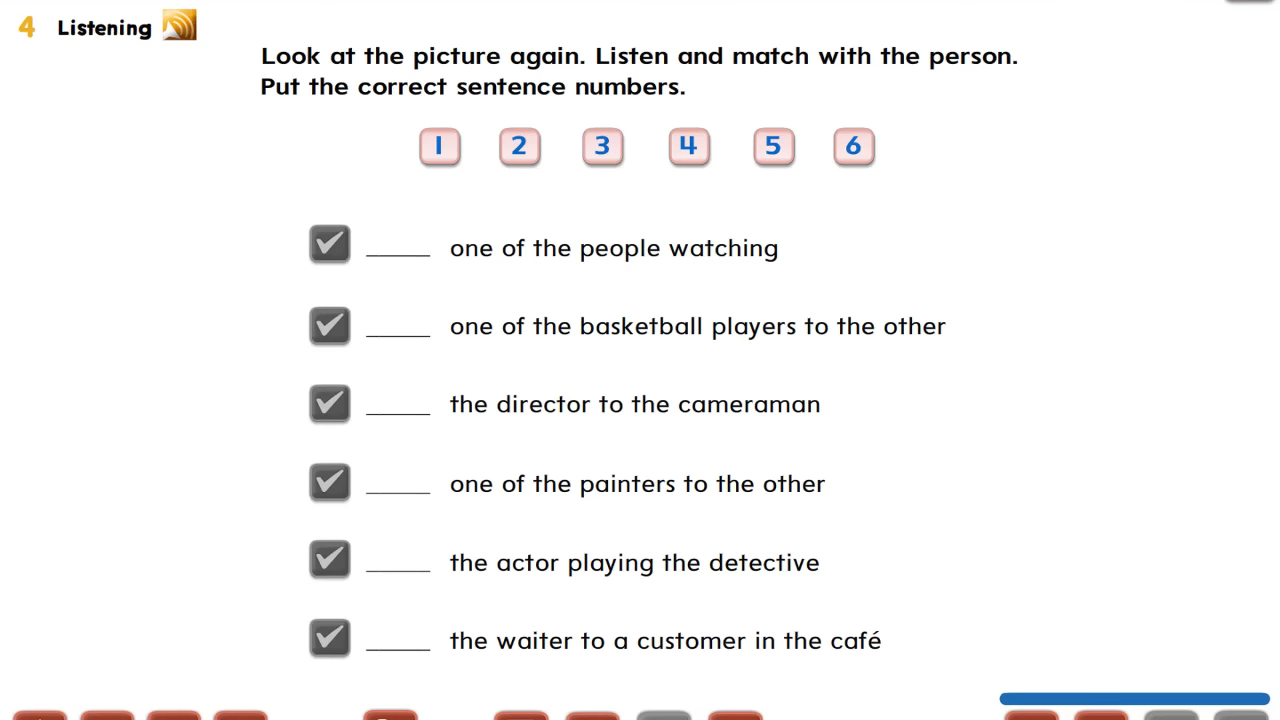 4 Listening
Look at the picture again. Listen and match with the person.
Put the correct sentence numbers.
1 2 3 4 5 6
_____ one of the people watching
_____ one of the basketball players to the other
_____ the director to the cameraman
_____ one of the painters to the other
_____ the actor playing the detective
_____ the waiter to a customer in the café